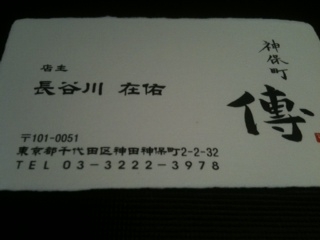 神保町
傳
店主
長谷川 在佑
〒101-0051
東京都千代田区神田神保町2-2-32
TEL 03-3222-3978